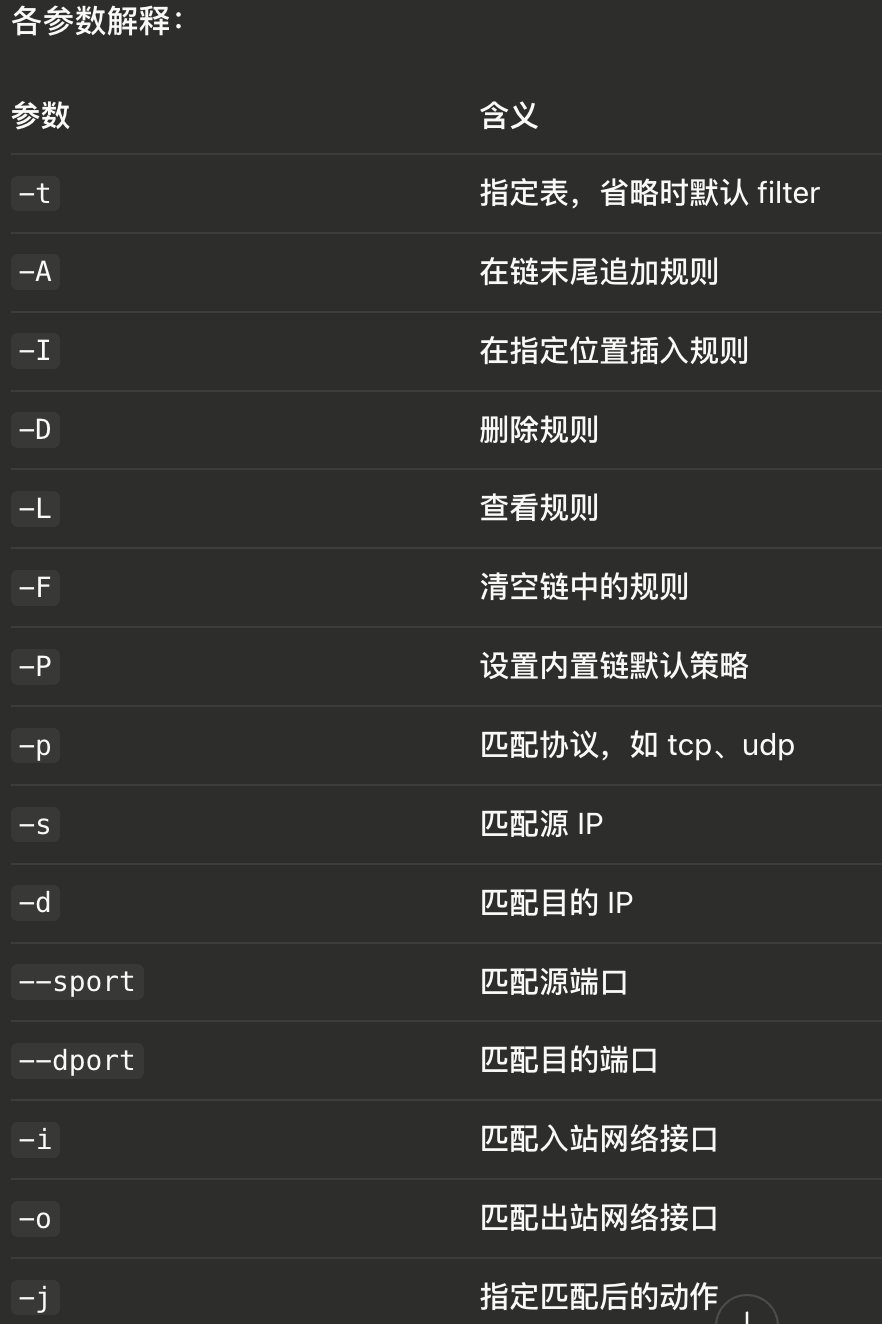 各参数解释：
参数 含义
-t 指定表，省略时默认 filter
-A 在链末尾追加规则
-I 在指定位置插入规则
-D 删除规则
-L 查看规则
-F 清空链中的规则
-P 设置内置链默认策略
-p 匹配协议，如 tcp、udp
-s 匹配源 IP
-d 匹配目的 IP
--sport 匹配源端口
--dport 匹配目的端口
-i 匹配入站网络接口
-o 匹配出站网络接口
-j 指定匹配后的动作